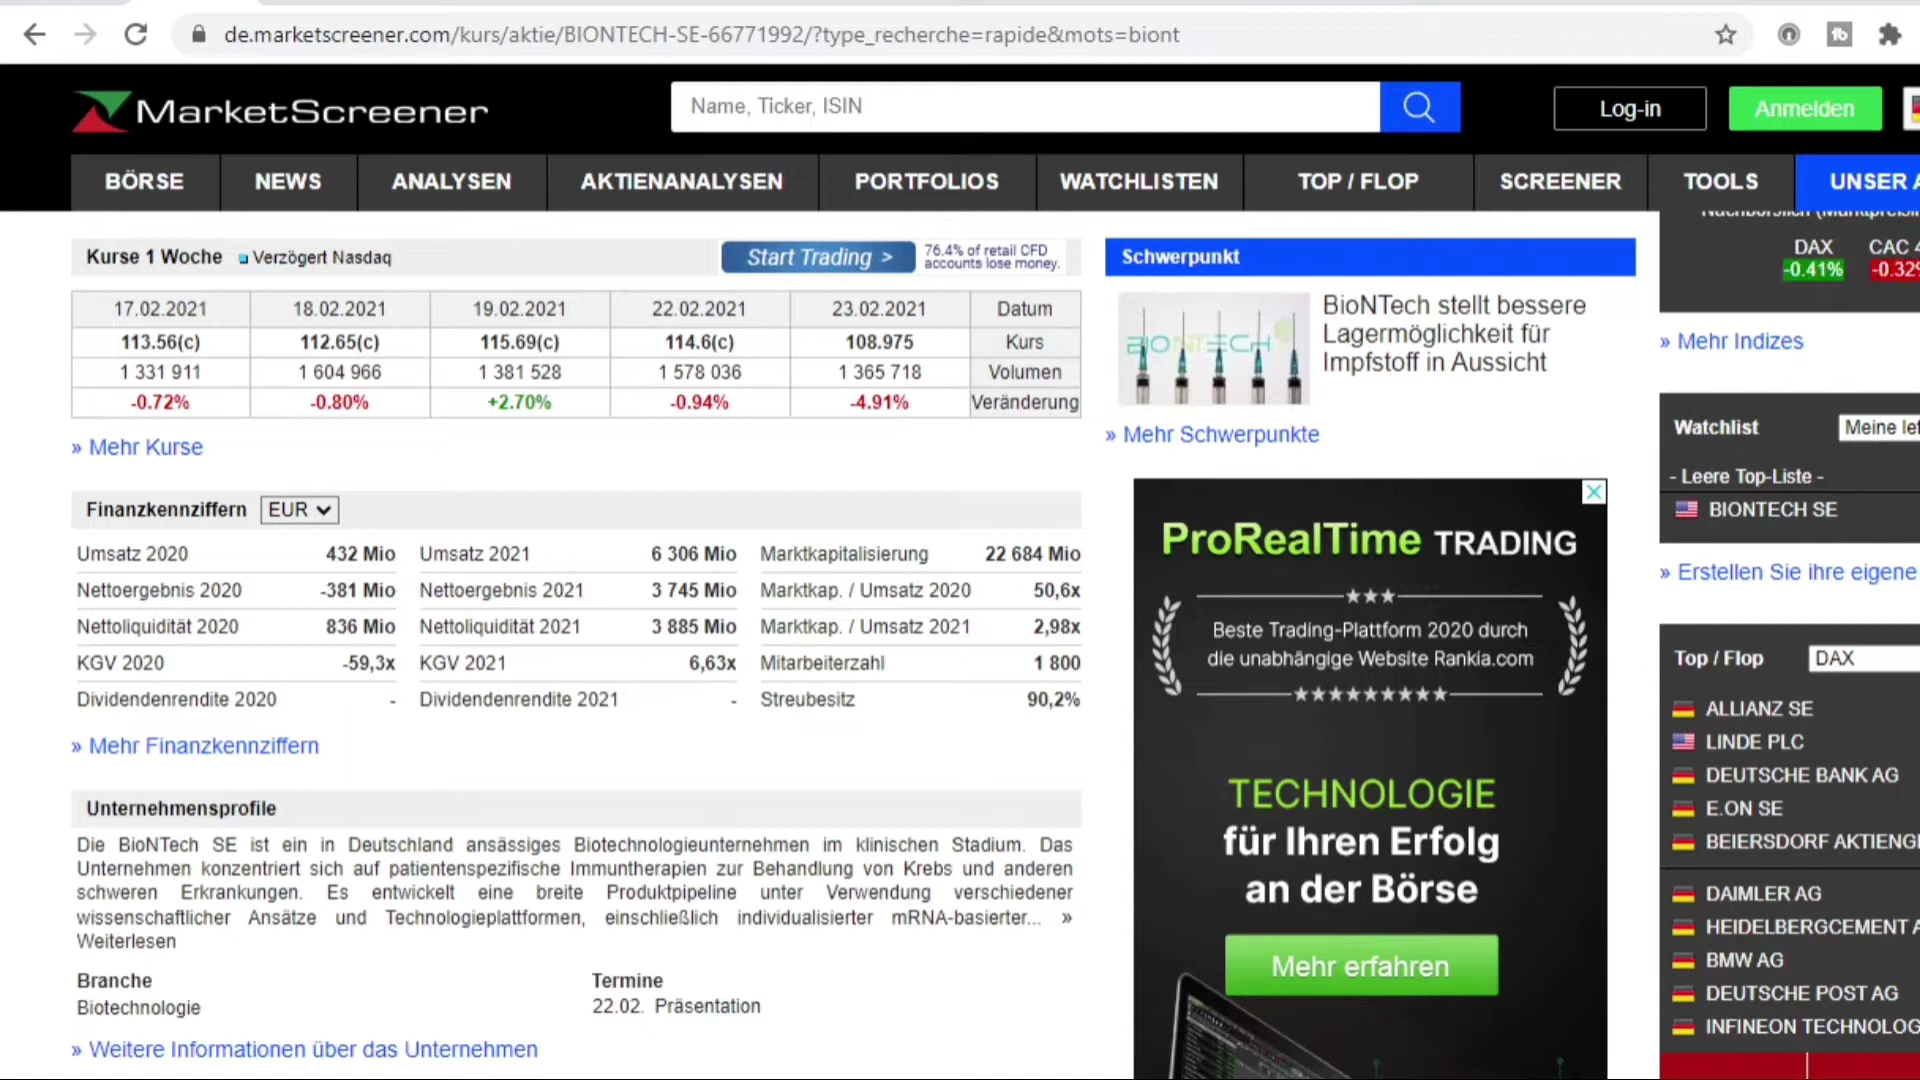 de.marketscreener.com/kurs/aktie/BIONTECH-SE-66771992/?type_recherche=rapide&mots=biont
MarketScreener
Name, Ticker, ISIN
Log-in
Anmelden
BÖRSE NEWS ANALYSEN AKTIENANALYSEN PORTFOLIOS WATCHLISTEN TOP / FLOP SCREENER TOOLS UNSER
Kurse 1 Woche Verzögert Nasdaq
Start Trading >
76.4% of retail CFD
accounts lose money.
17.02.2021 18.02.2021 19.02.2021 22.02.2021 23.02.2021 Datum
113.56(c) 112.65(c) 115.69(c) 114.6(c) 108.975 Kurs
1 331 911 1 604 966 1 381 528 1 578 036 1 365 718 Volumen
-0.72% -0.80% +2.70% -0.94% -4.91% Veränderung
» Mehr Kurse
Finanzkennziffern EUR
Umsatz 2020 432 Mio Umsatz 2021 6 306 Mio Marktkapitalisierung 22 684 Mio
Nettoergebnis 2020 -381 Mio Nettoergebnis 2021 3 745 Mio Marktkap. / Umsatz 2020 50,6x
Nettoliquidität 2020 836 Mio Nettoliquidität 2021 3 885 Mio Marktkap. / Umsatz 2021 2,98x
KGV 2020 -59,3x KGV 2021 6,63x Mitarbeiterzahl 1 800
Dividendenrendite 2020 - Dividendenrendite 2021 - Streubesitz 90,2%
» Mehr Finanzkennziffern
Unternehmensprofile
Die BioNTech SE ist ein in Deutschland ansässiges Biotechnologieunternehmen im klinischen Stadium. Das
Unternehmen konzentriert sich auf patientenspezifische Immuntherapien zur Behandlung von Krebs und anderen
schweren Erkrankungen. Es entwickelt eine breite Produktpipeline unter Verwendung verschiedener
wissenschaftlicher Ansätze und Technologieplattformen, einschließlich individualisierter mRNA-basierter... »
Weiterlesen
Branche
Biotechnologie
Termine
22.02. Präsentation
» Weitere Informationen über das Unternehmen
Schwerpunkt
BIONTECH
BioNTech stellt bessere
Lagermöglichkeit für
Impfstoff in Aussicht
» Mehr Schwerpunkte
ProRealTime TRADING
Beste Trading-Plattform 2020 durch
die unabhängige Website Rankia.com
TECHNOLOGIE
für Ihren Erfolg
an der Börse
Mehr erfahren
DAX CAC 4
-0.41% -0.32%
» Mehr Indizes
Watchlist Meine let
- Leere Top-Liste -
BIONTECH SE
» Erstellen Sie ihre eigene
Top / Flop DAX
ALLIANZ SE
LINDE PLC
DEUTSCHE BANK AG
E.ON SE
BEIERSDORF AKTIENG
DAIMLER AG
HEIDELBERGCEMENT A
BMW AG
DEUTSCHE POST AG
INFINEON TECHNOLOG